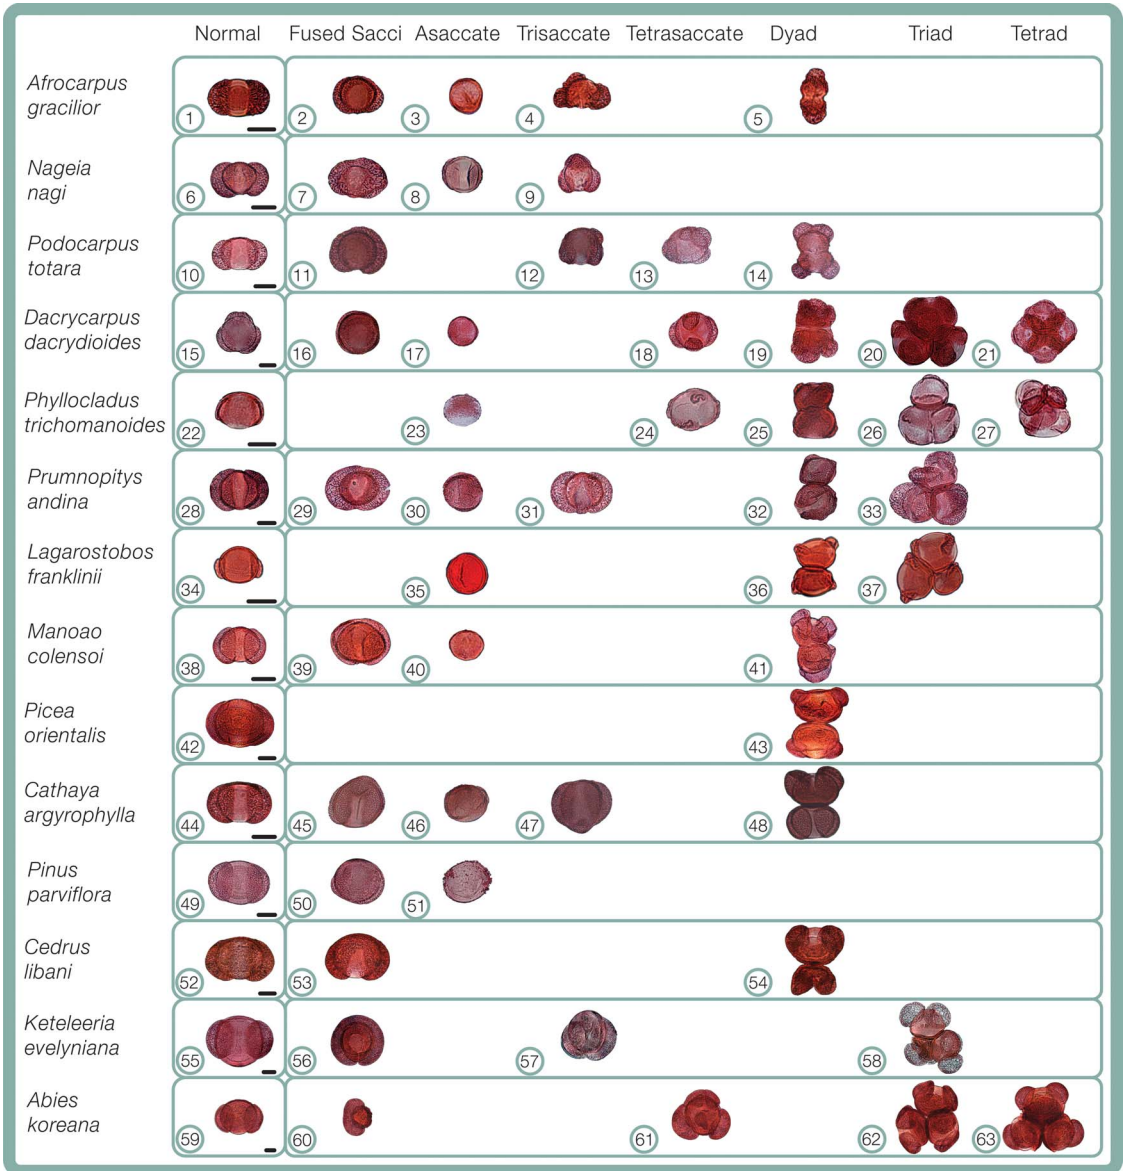 Normal Fused Sacci Asaccate Trisaccate Tetrasaccate Dyad Triad Tetrad
Afrocarpus
gracilior
1 2 3 4 5
Nageia
nagi
6 7 8 9
Podocarpus
totara
10 11 12 13 14
Dacrycarpus
dacrydioides
15 16 17 18 19 20 21
Phyllocladus
trichomanoides
22 23 24 25 26 27
Prumnopitys
andina
28 29 30 31 32 33
Lagarostobos
franklinii
34 35 36 37
Manoao
colensoi
38 39 40 41
Picea
orientalis
42 43
Cathaya
argyrophylla
44 45 46 47 48
Pinus
parviflora
49 50 51
Cedrus
libani
52 53 54
Keteleeria
evelyniana
55 56 57 58
Abies
koreana
59 60 61 62 63